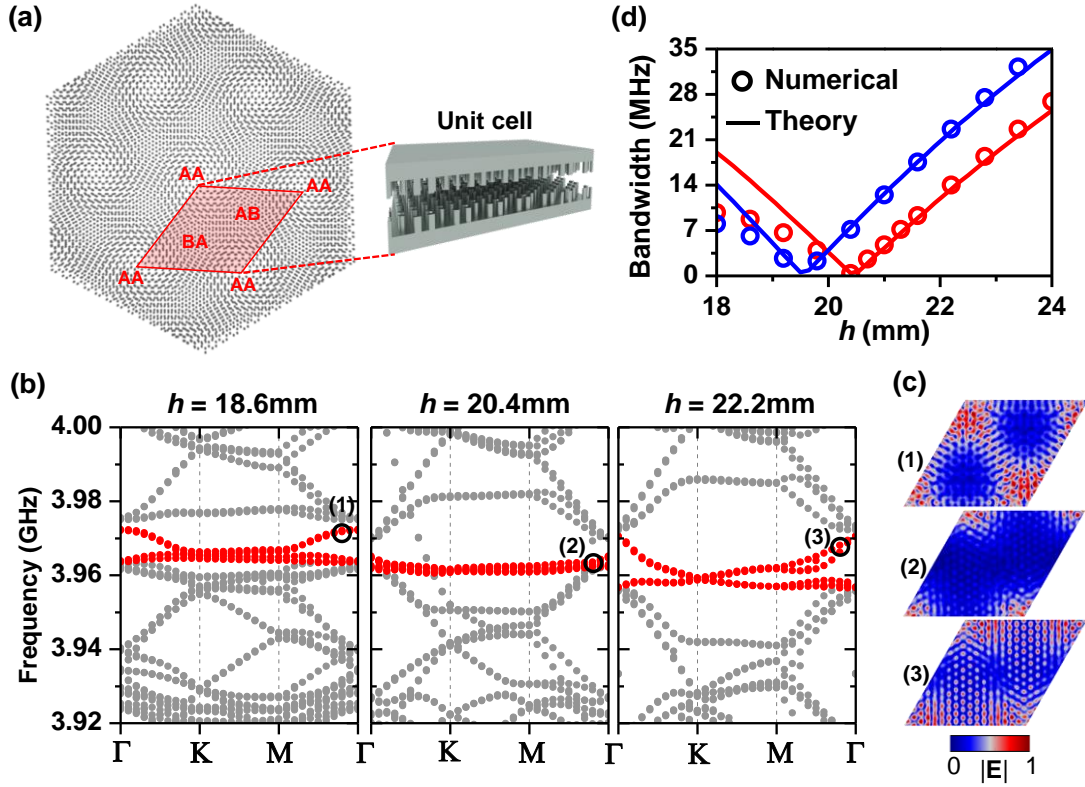 (a)
Unit cell
AA
AA
AB
BA
AA
AA
(d)
Bandwidth (MHz)
35
28
21
14
7
0
Numerical
Theory
18
20
22
24
h (mm)
(b)
h = 18.6mm
h = 20.4mm
h = 22.2mm
Frequency (GHz)
4.00
3.98
3.96
3.94
3.92
(1)
(2)
(3)
Γ
K
M
Γ
K
M
Γ
K
M
Γ
(c)
(1)
(2)
(3)
0
1
|E|